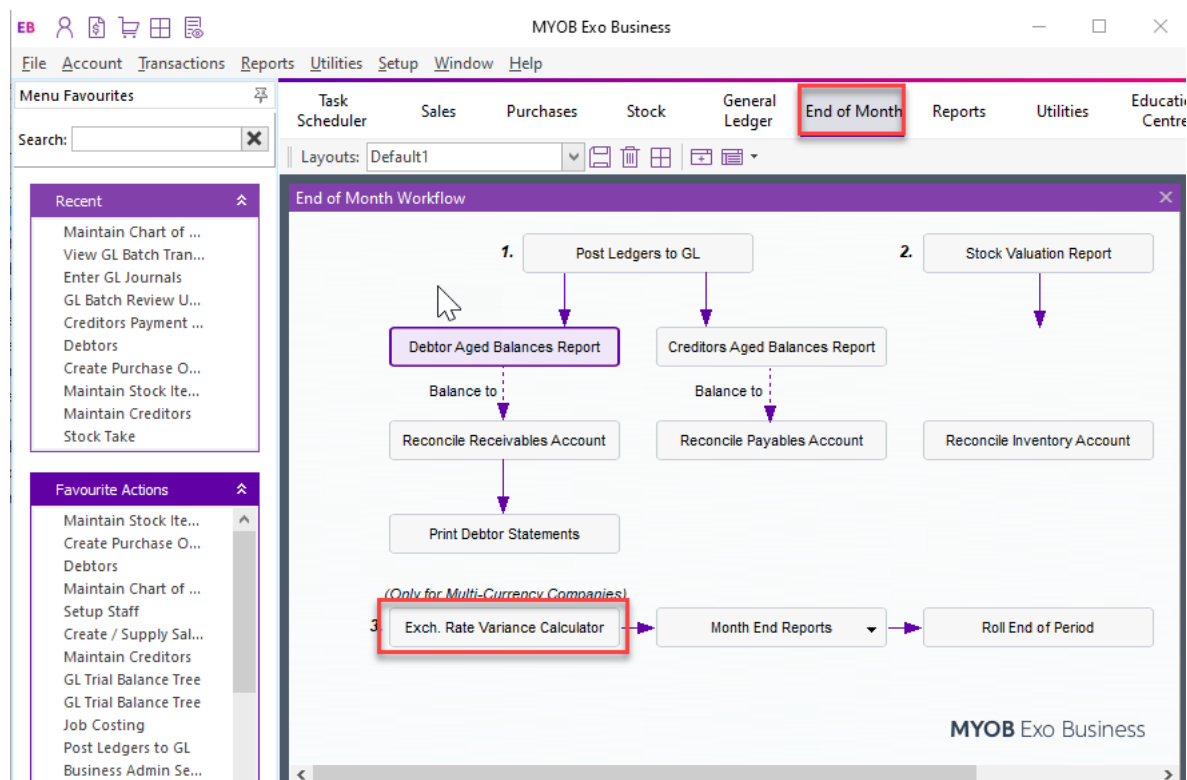 EB
MYOB Exo Business
File Account Transactions Reports Utilities Setup Window Help
Menu Favourites
Search:
Task Scheduler
Sales
Purchases
Stock
General Ledger
End of Month
Reports
Utilities
Educatic
Centre
Layouts: Default1
Recent
Maintain Chart of ...
View GL Batch Tran...
Enter GL Journals
GL Batch Review U...
Creditors Payment ...
Debtors
Create Purchase O...
Maintain Stock Ite...
Maintain Creditors
Stock Take
Favourite Actions
Maintain Stock Ite...
Create Purchase O...
Debtors
Maintain Chart of ...
Setup Staff
Create / Supply Sal...
Maintain Creditors
GL Trial Balance Tree
GL Trial Balance Tree
Job Costing
Post Ledgers to GL
Business Admin Se...
End of Month Workflow
1. Post Ledgers to GL
2. Stock Valuation Report
Debtor Aged Balances Report
Creditors Aged Balances Report
Balance to
Balance to
Reconcile Receivables Account
Reconcile Payables Account
Reconcile Inventory Account
Print Debtor Statements
(Only for Multi-Currency Companies)
3. Exch. Rate Variance Calculator
Month End Reports
Roll End of Period
MYOB Exo Business